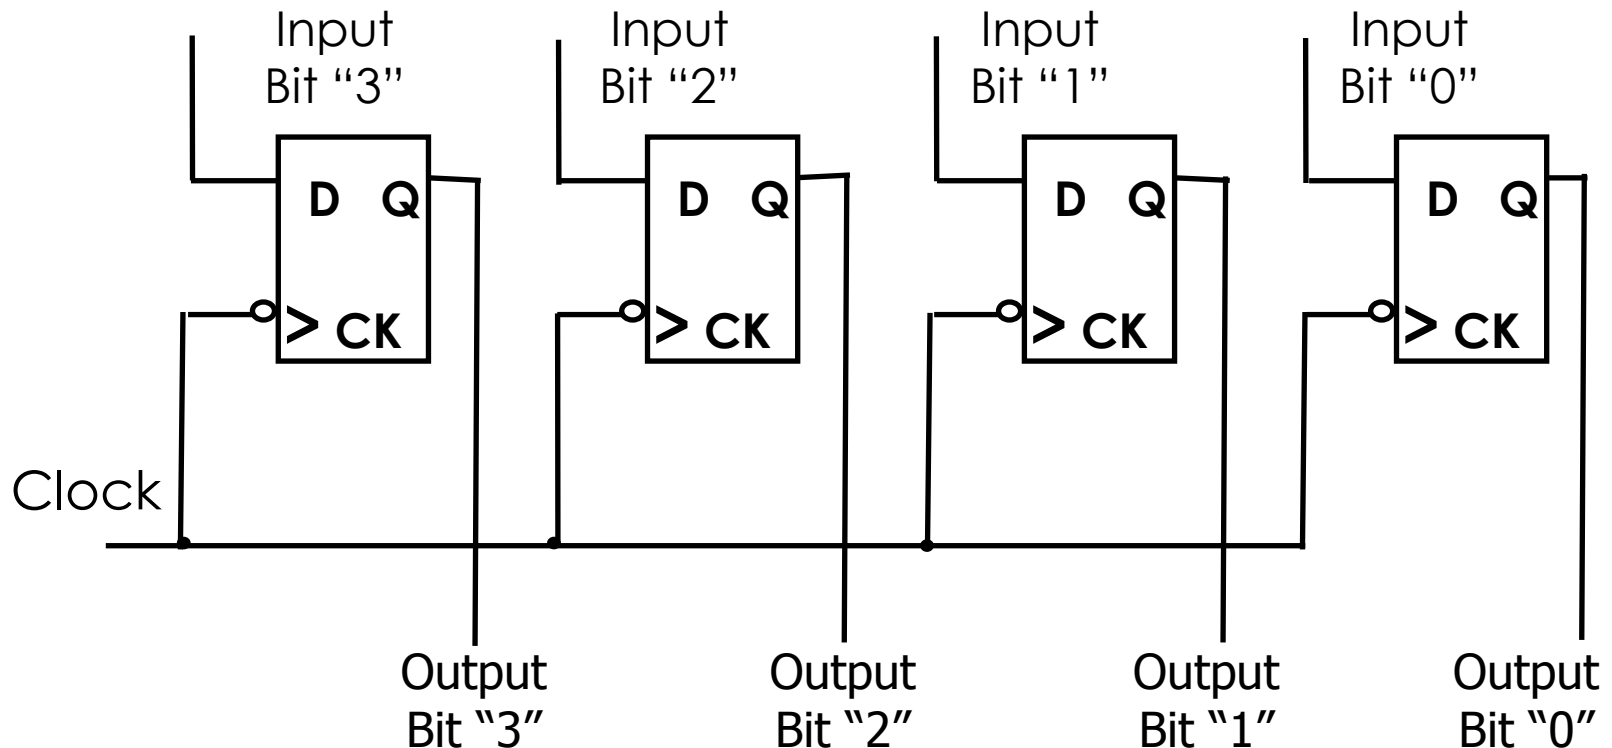 Input
Bit “3”
Input
Bit “2”
Input
Bit “1”
Input
Bit “0”
D Q
> CK
D Q
> CK
D Q
> CK
D Q
> CK
Clock
Output
Bit “3”
Output
Bit “2”
Output
Bit “1”
Output
Bit “0”